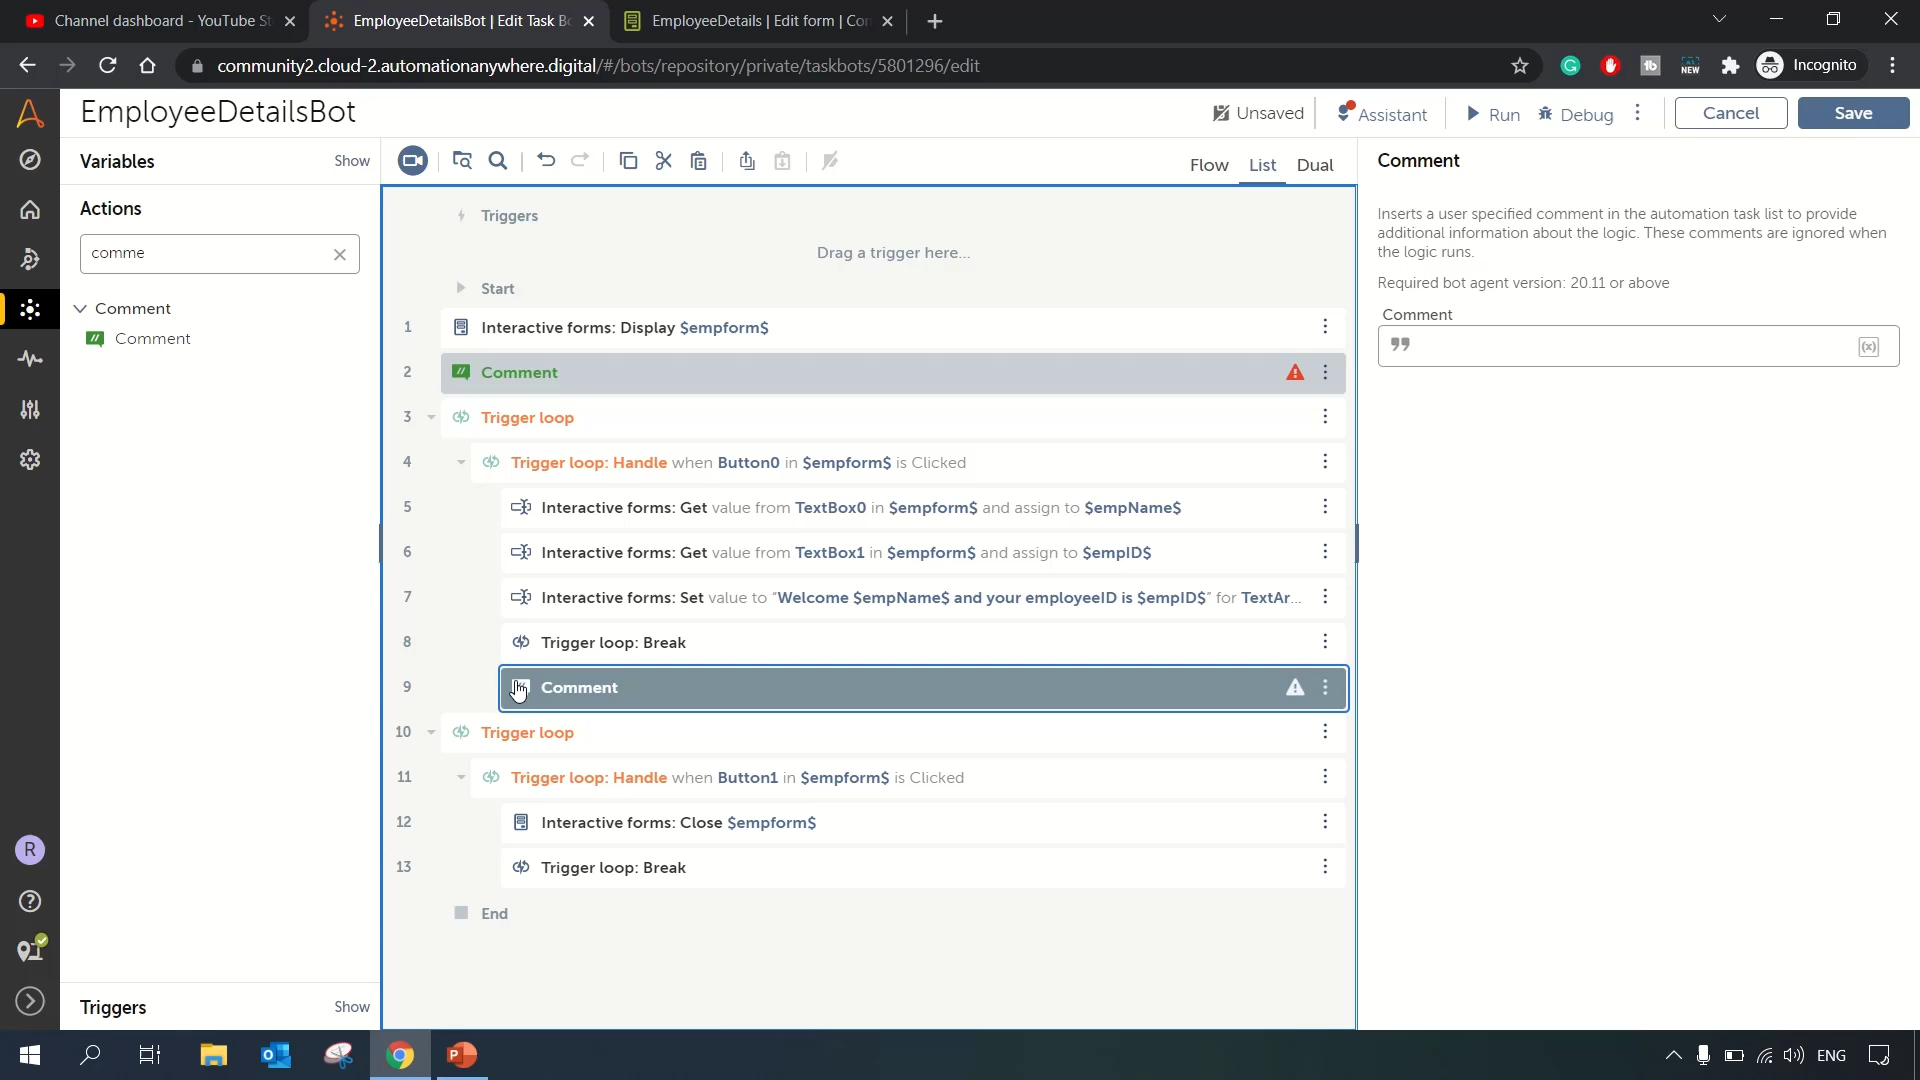 Channel dashboard - YouTube St
EmployeeDetailsBot | Edit Task Bo
EmployeeDetails | Edit form | Con
community2.cloud-2.automationanywhere.digital/#/bots/repository/private/taskbots/5801296/edit
G
tb
NEW
Incognito
EmployeeDetailsBot
Unsaved
Assistant
Run
Debug
Cancel
Save
Variables
Show
Flow
List
Dual
Comment
Actions
comme
Comment
Comment
Triggers
Drag a trigger here...
Start
1 Interactive forms: Display $empform$
2 Comment
3 Trigger loop
4 Trigger loop: Handle when Button0 in $empform$ is Clicked
5 Interactive forms: Get value from TextBox0 in $empform$ and assign to $empName$
6 Interactive forms: Get value from TextBox1 in $empform$ and assign to $empID$
7 Interactive forms: Set value to "Welcome $empName$ and your employeeID is $empID$" for TextAr...
8 Trigger loop: Break
9 Comment
10 Trigger loop
11 Trigger loop: Handle when Button1 in $empform$ is Clicked
12 Interactive forms: Close $empform$
13 Trigger loop: Break
End
Inserts a user specified comment in the automation task list to provide
additional information about the logic. These comments are ignored when
the logic runs.
Required bot agent version: 20.11 or above
Comment
(x)
R
Triggers
Show
ENG